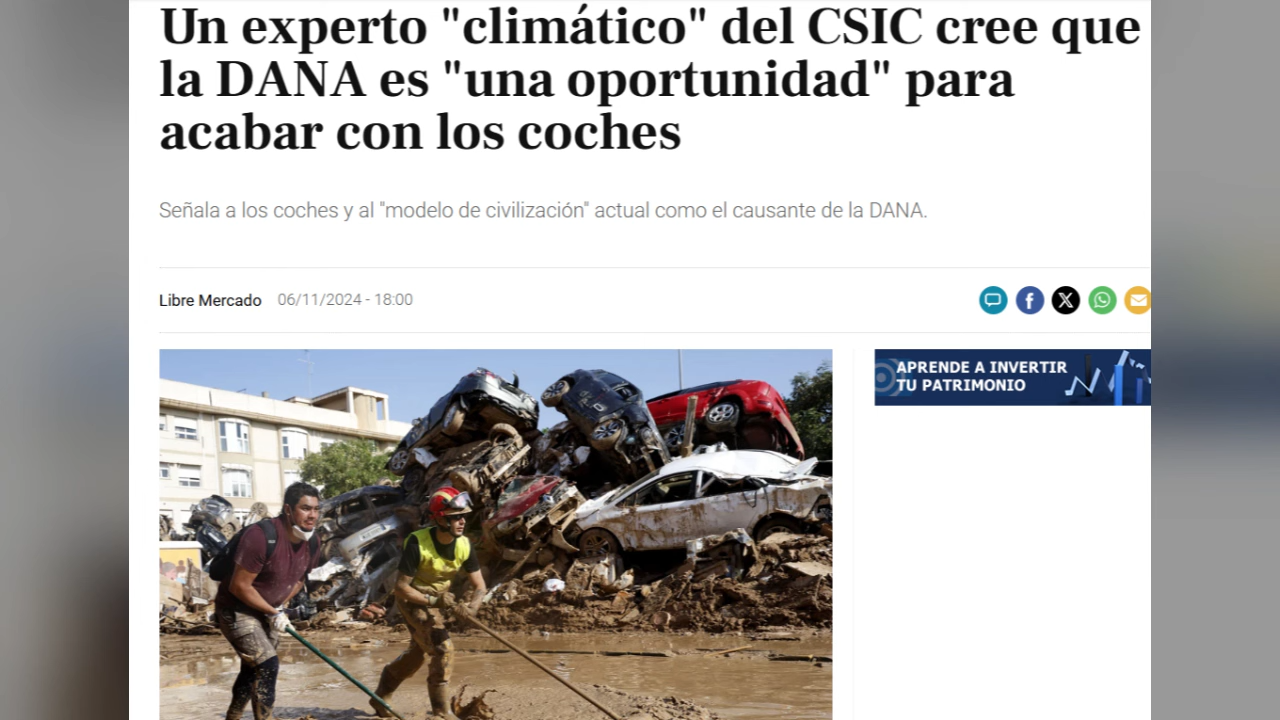 Un experto "climático" del CSIC cree que
la DANA es "una oportunidad" para
acabar con los coches
Señala a los coches y al "modelo de civilización" actual como el causante de la DANA.
Libre Mercado 06/11/2024 - 18:00
APRENDE A INVERTIR
TU PATRIMONIO